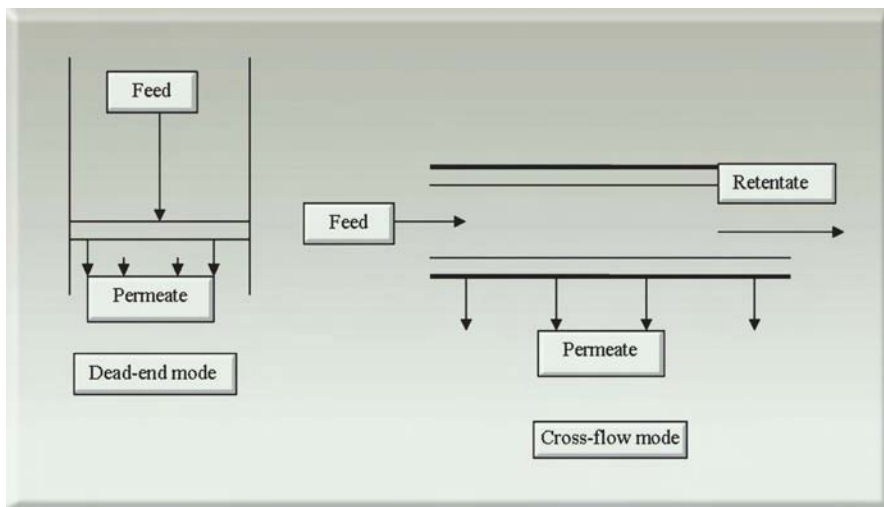 Feed
Permeate
Dead-end mode
Feed
Retentate
Permeate
Cross-flow mode